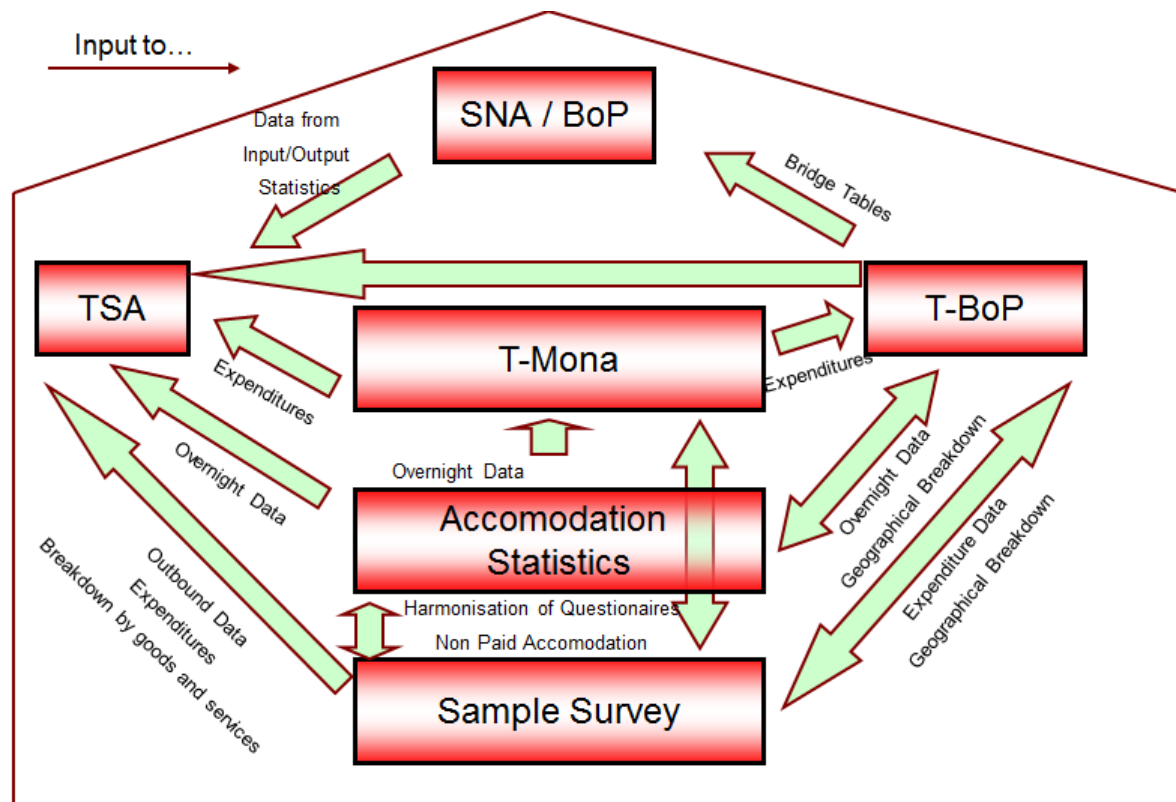 Input to…
SNA / BoP
Data from
Input/Output
Statistics
Bridge Tables
TSA
T-BoP
T-Mona
Expenditures
Expenditures
Overnight Data
Overnight Data
Accomodation
Statistics
Overnight Data
Geographical Breakdown
Expenditure Data
Geographical Breakdown
Outbound Data
Expenditures
Breakdown by goods and services
Harmonisation of Questionaires
Non Paid Accomodation
Sample Survey